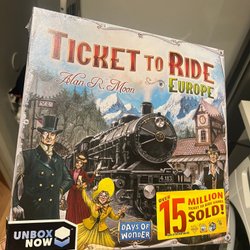 TICKET TO RIDE
Alan R. Moon
EUROPE
UNBOX
NOW
DAYS OF
WONDER
OVER
15 MILLION
SOLD!